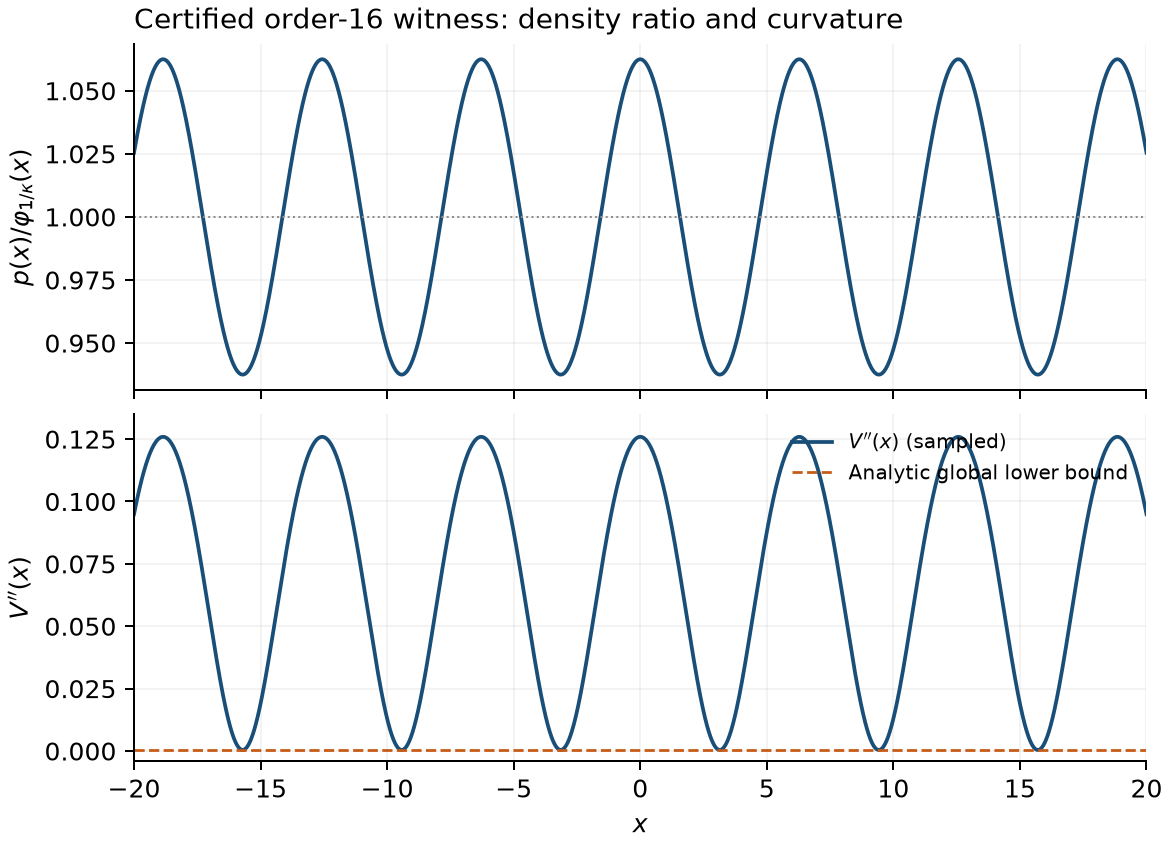 Certified order-16 witness: density ratio and curvature
p(x)/φ₁/κ(x)
1.050
1.025
1.000
0.975
0.950
V″(x)
0.125
0.100
0.075
0.050
0.025
0.000
V″(x) (sampled)
Analytic global lower bound
−20 −15 −10 −5 0 5 10 15 20
x